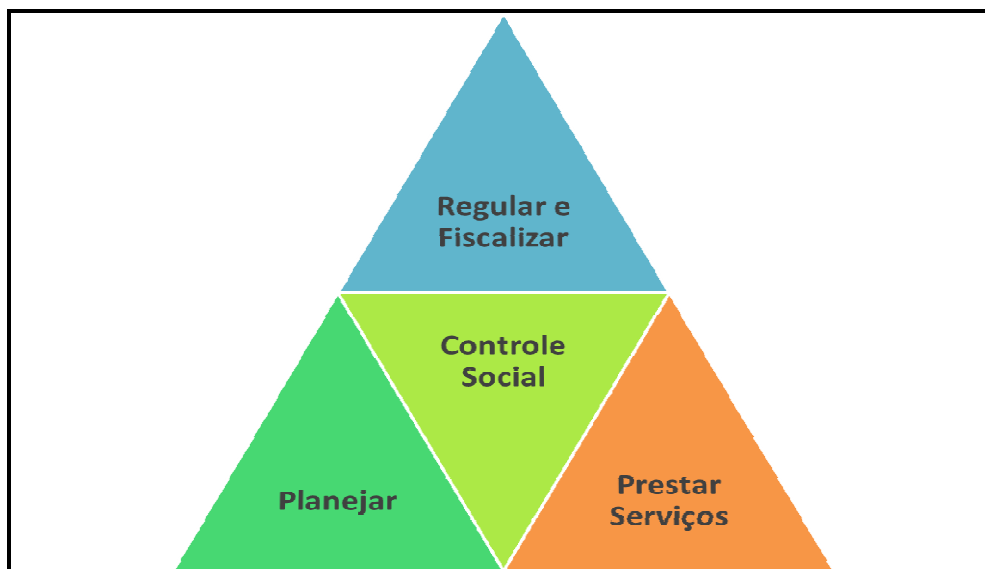 Regular e
Fiscalizar
Controle
Social
Planejar
Prestar
Serviços